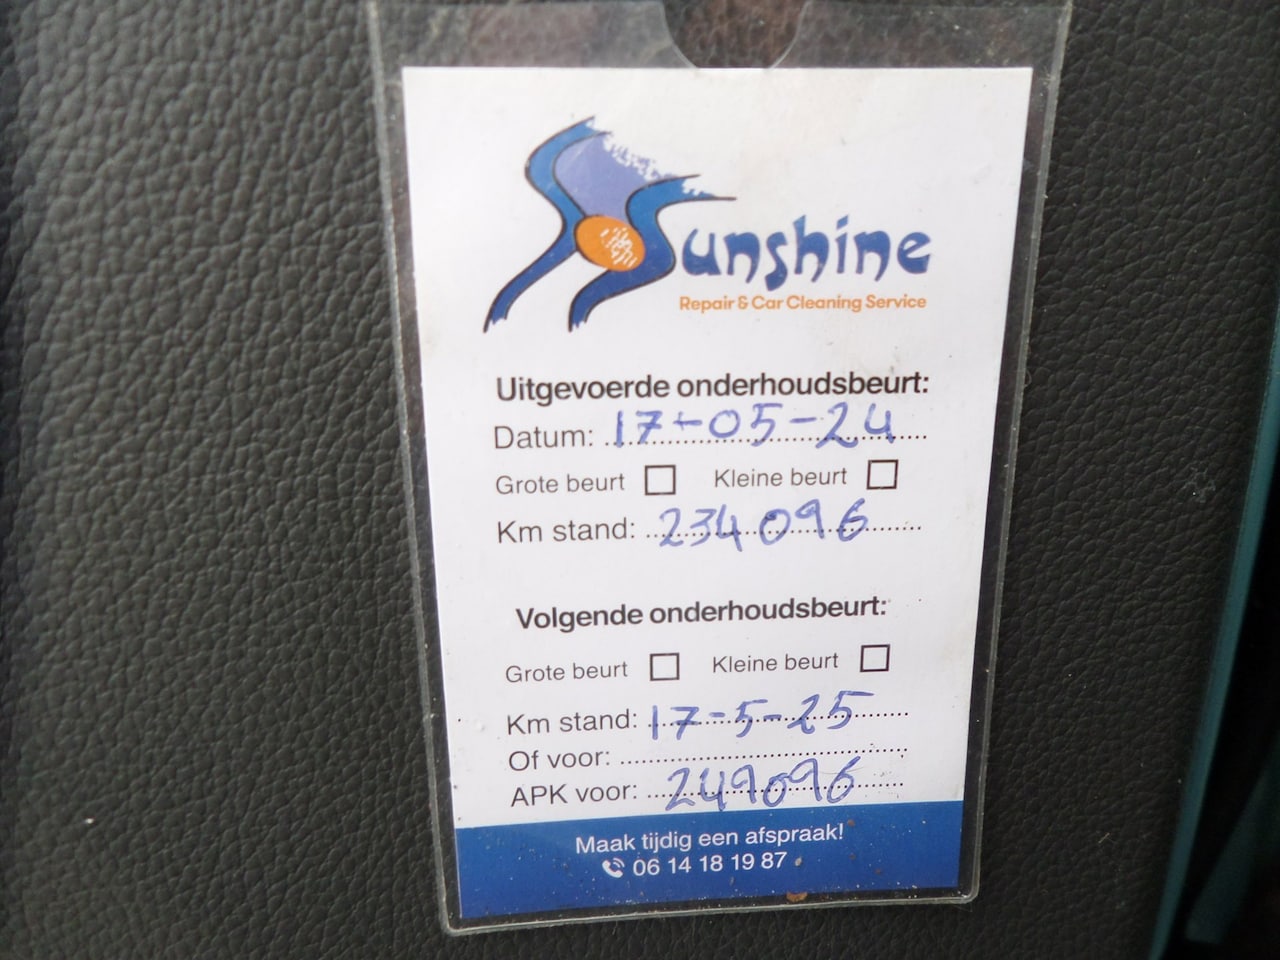 Sunshine
Repair & Car Cleaning Service
Uitgevoerde onderhoudsbeurt:
Datum: 17-05-24
Grote beurt Kleine beurt
Km stand: 234096
Volgende onderhoudsbeurt:
Grote beurt Kleine beurt
Km stand: 17-5-25
Of voor:
APK voor: 249096
Maak tijdig een afspraak!
06 14 18 19 87